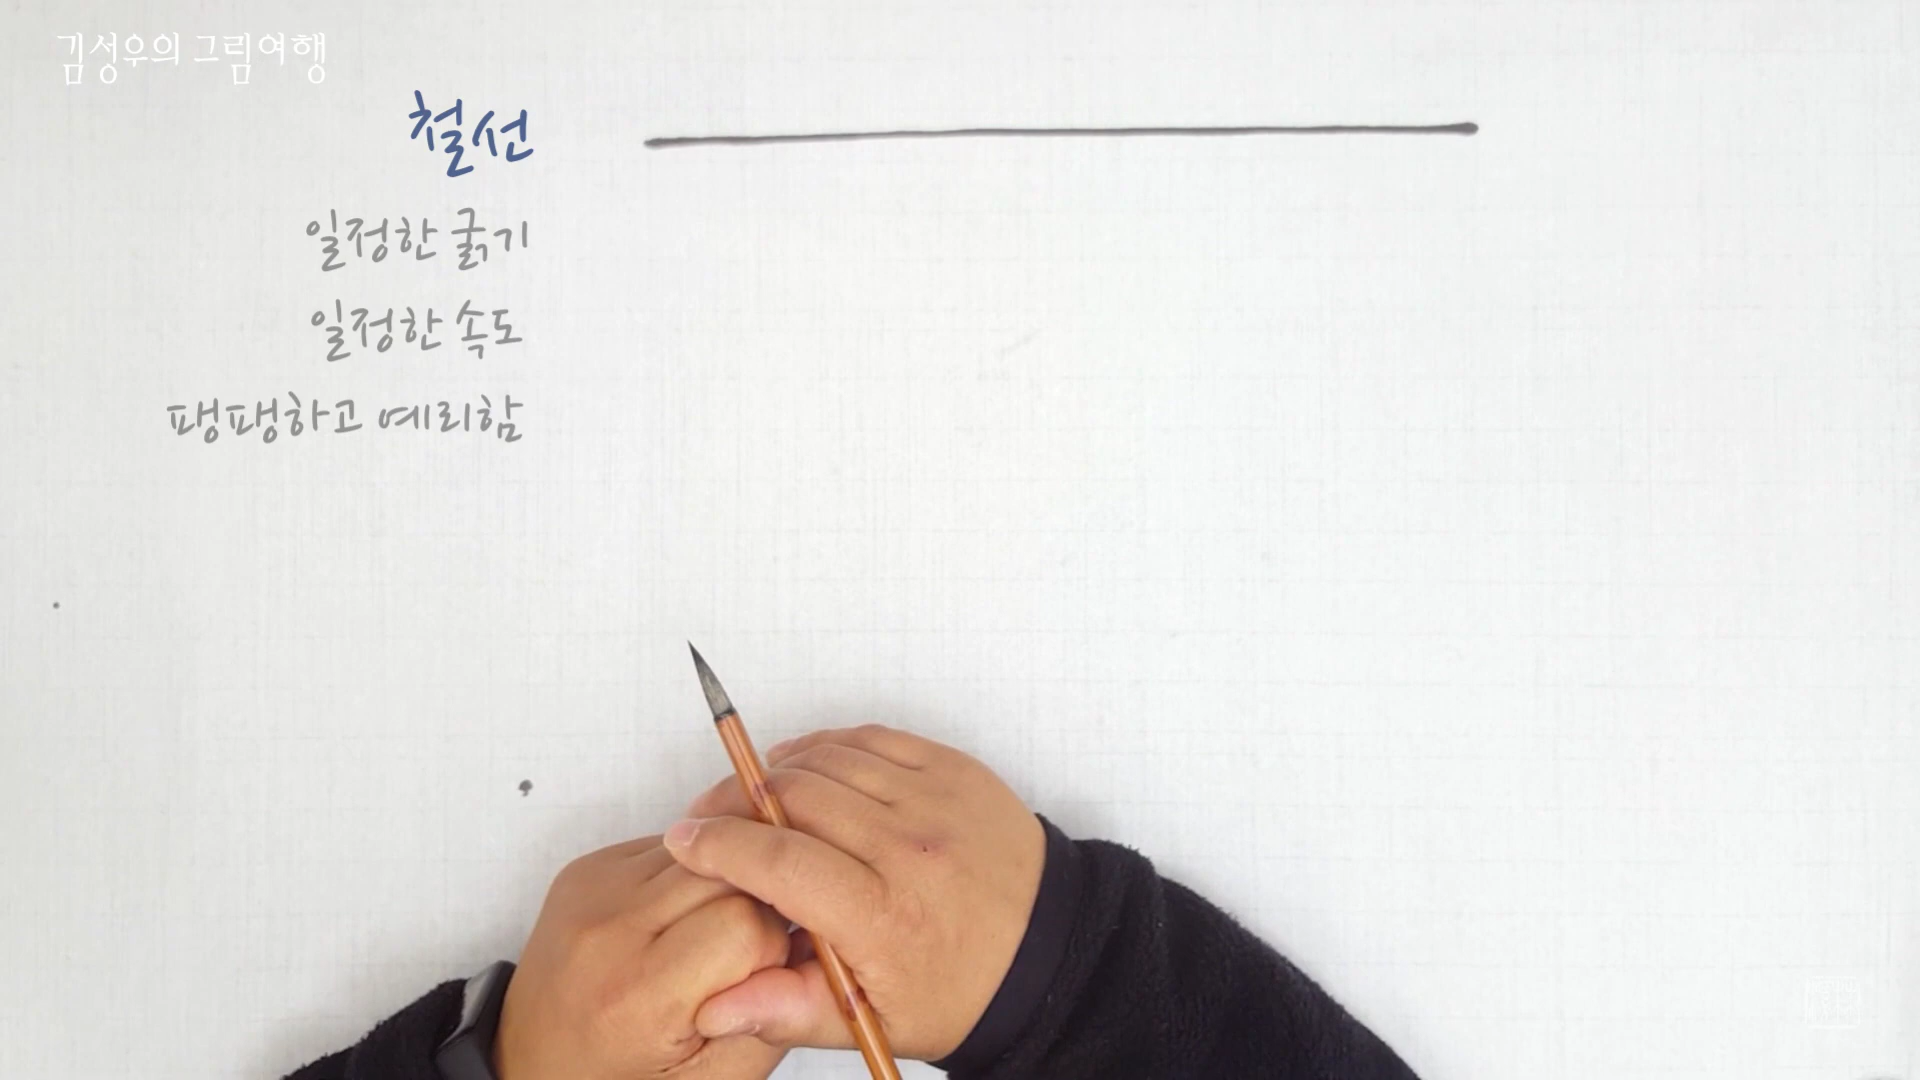 김성우의 그림여행
철선
일정한 굵기
일정한 속도
팽팽하고 예리함